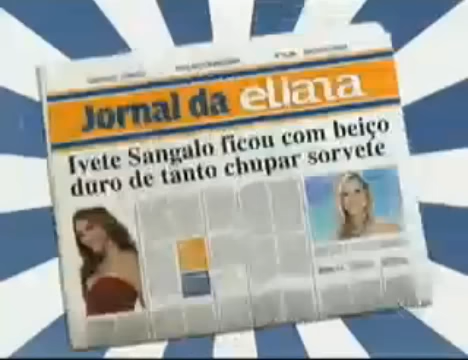 Jornal da eliana
Ivete Sangalo ficou com beiço
duro de tanto chupar sorvete